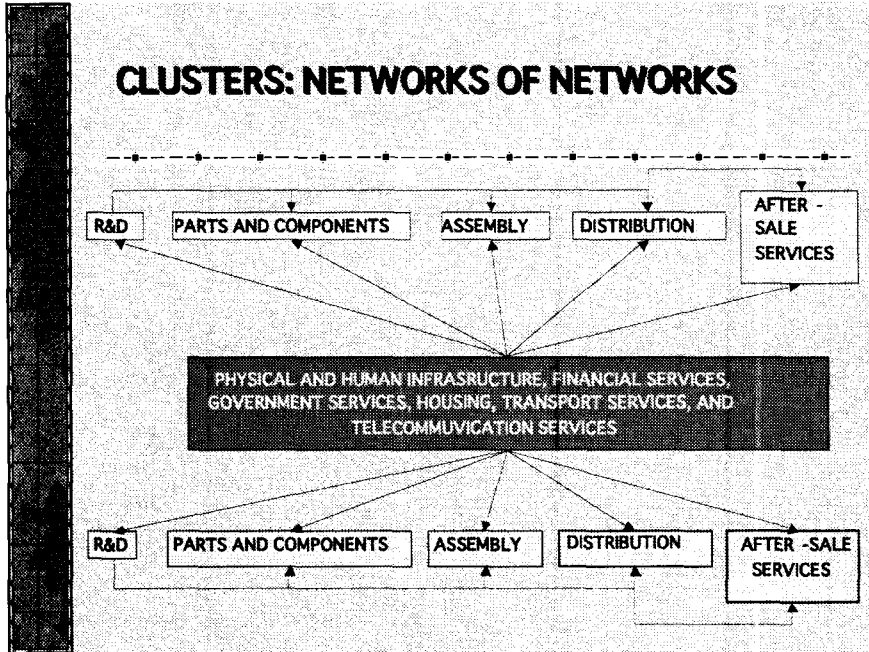 CLUSTERS: NETWORKS OF NETWORKS
R&D
PARTS AND COMPONENTS
ASSEMBLY
DISTRIBUTION
AFTER -
SALE
SERVICES
PHYSICAL AND HUMAN INFRASRUCTURE, FINANCIAL SERVICES,
GOVERNMENT SERVICES, HOUSING, TRANSPORT SERVICES, AND
TELECOMMUVICATION SERVICES
R&D
PARTS AND COMPONENTS
ASSEMBLY
DISTRIBUTION
AFTER -SALE
SERVICES